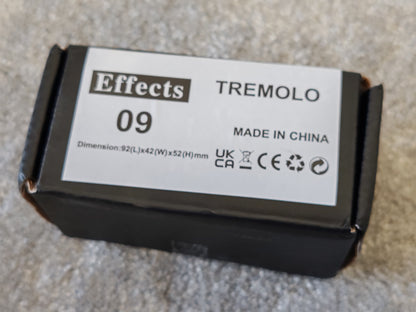 Effects TREMOLO
09
MADE IN CHINA
Dimension:92(L)x42(W)x52(H)mm
UK
CA CE